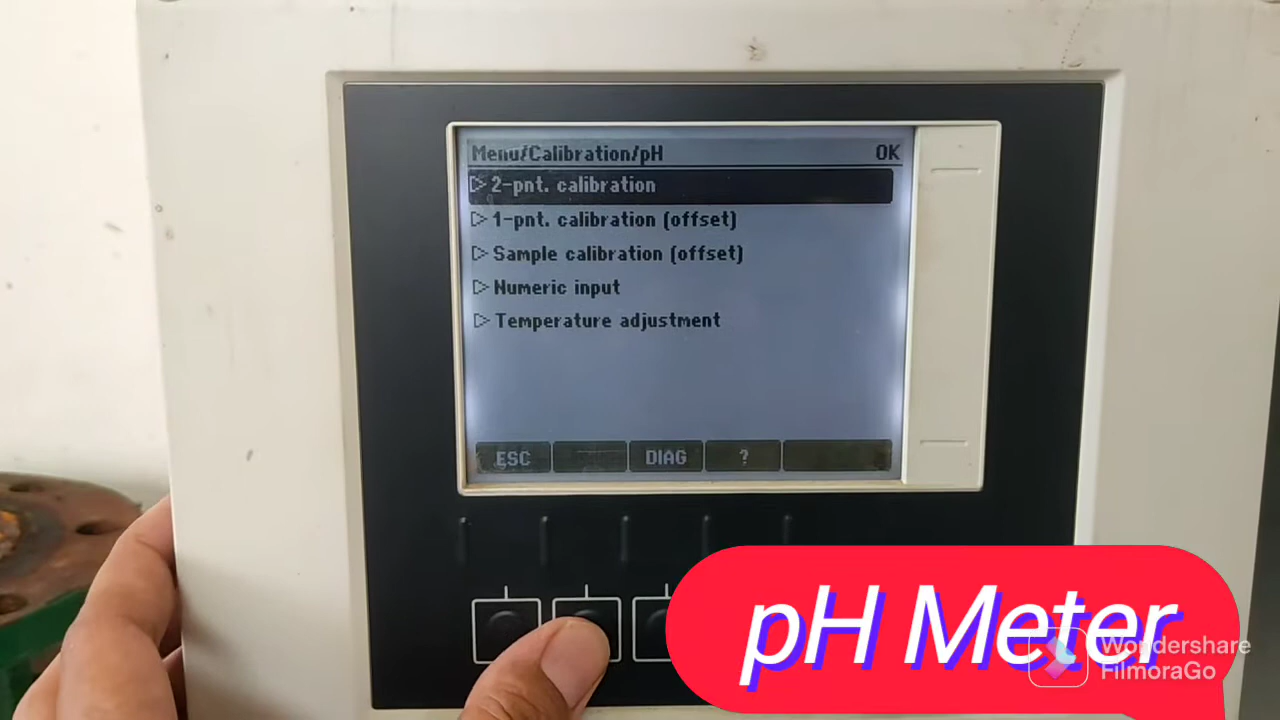 Menu/Calibration/pH OK
2-pnt. calibration
1-pnt. calibration (offset)
Sample calibration (offset)
Numeric input
Temperature adjustment
ESC DIAG ?
pH Meter
Wondershare
FilmoraGo